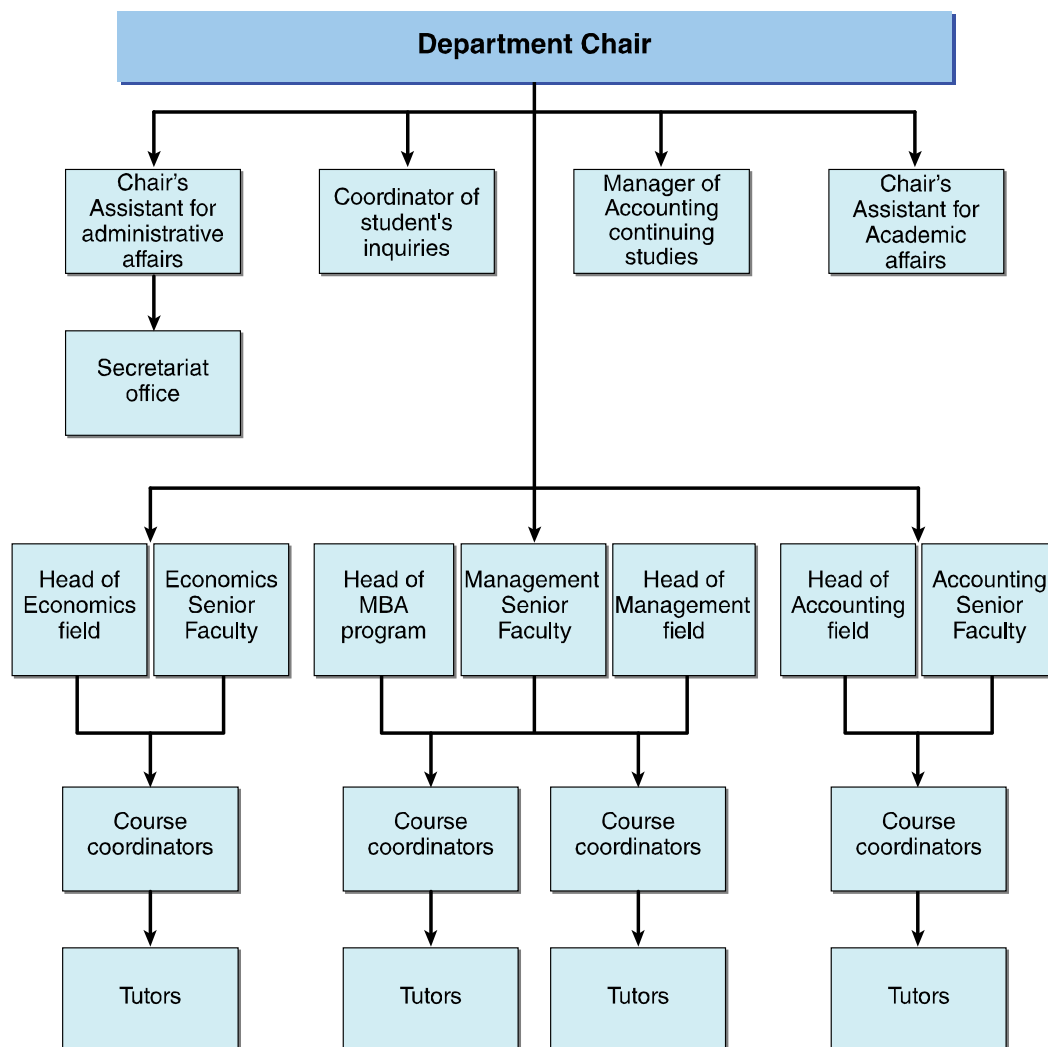 Department Chair
Chair’s
Assistant for
administrative
affairs
Coordinator of
student's
inquiries
Manager of
Accounting
continuing
studies
Chair’s
Assistant for
Academic
affairs
Secretariat
office
Head of
Economics
field
Economics
Senior
Faculty
Head of
MBA
program
Management
Senior
Faculty
Head of
Management
field
Head of
Accounting
field
Accounting
Senior
Faculty
Course
coordinators
Course
coordinators
Course
coordinators
Course
coordinators
Tutors
Tutors
Tutors
Tutors